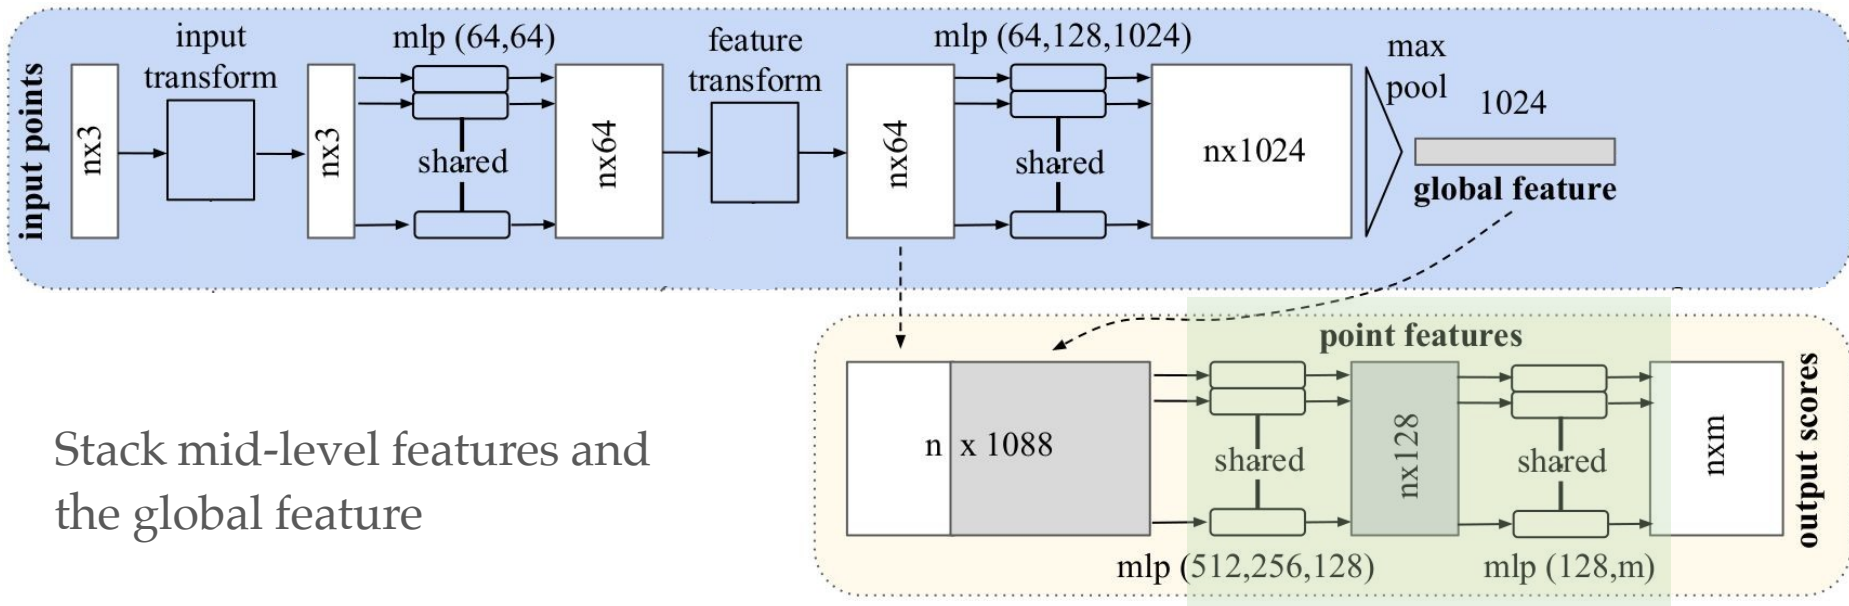 input points
nx3
input
transform
nx3
mlp (64,64)
shared
nx64
feature
transform
nx64
mlp (64,128,1024)
shared
nx1024
max
pool
1024
global feature
point features
n x 1088
shared
mlp (512,256,128)
nx128
shared
mlp (128,m)
nxm
output scores
Stack mid-level features and
the global feature